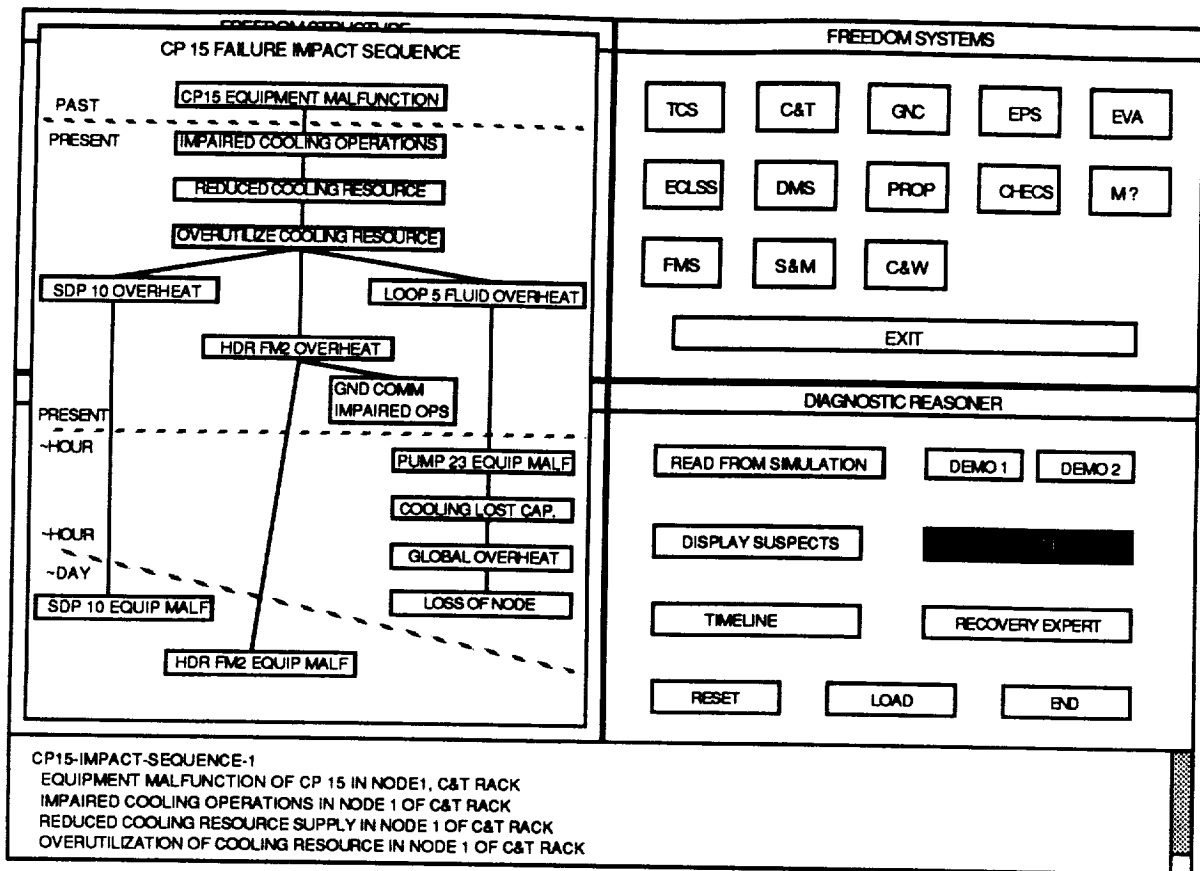 FREEDOM STRUCTURE
CP 15 FAILURE IMPACT SEQUENCE
PAST
CP15 EQUIPMENT MALFUNCTION
PRESENT
IMPAIRED COOLING OPERATIONS
REDUCED COOLING RESOURCE
OVERUTILIZE COOLING RESOURCE
SDP 10 OVERHEAT
LOOP 5 FLUID OVERHEAT
HDR FM2 OVERHEAT
GND COMM
IMPAIRED OPS
PRESENT
~HOUR
PUMP 23 EQUIP MALF
COOLING LOST CAP.
~HOUR
GLOBAL OVERHEAT
~DAY
SDP 10 EQUIP MALF
LOSS OF NODE
HDR FM2 EQUIP MALF
FREEDOM SYSTEMS
TCS
C&T
GNC
EPS
EVA
ECLSS
DMS
PROP
CHECS
M ?
FMS
S&M
C&W
EXIT
DIAGNOSTIC REASONER
READ FROM SIMULATION
DEMO 1
DEMO 2
DISPLAY SUSPECTS
TIMELINE
RECOVERY EXPERT
RESET
LOAD
END
CP15-IMPACT-SEQUENCE-1
EQUIPMENT MALFUNCTION OF CP 15 IN NODE1, C&T RACK
IMPAIRED COOLING OPERATIONS IN NODE 1 OF C&T RACK
REDUCED COOLING RESOURCE SUPPLY IN NODE 1 OF C&T RACK
OVERUTILIZATION OF COOLING RESOURCE IN NODE 1 OF C&T RACK